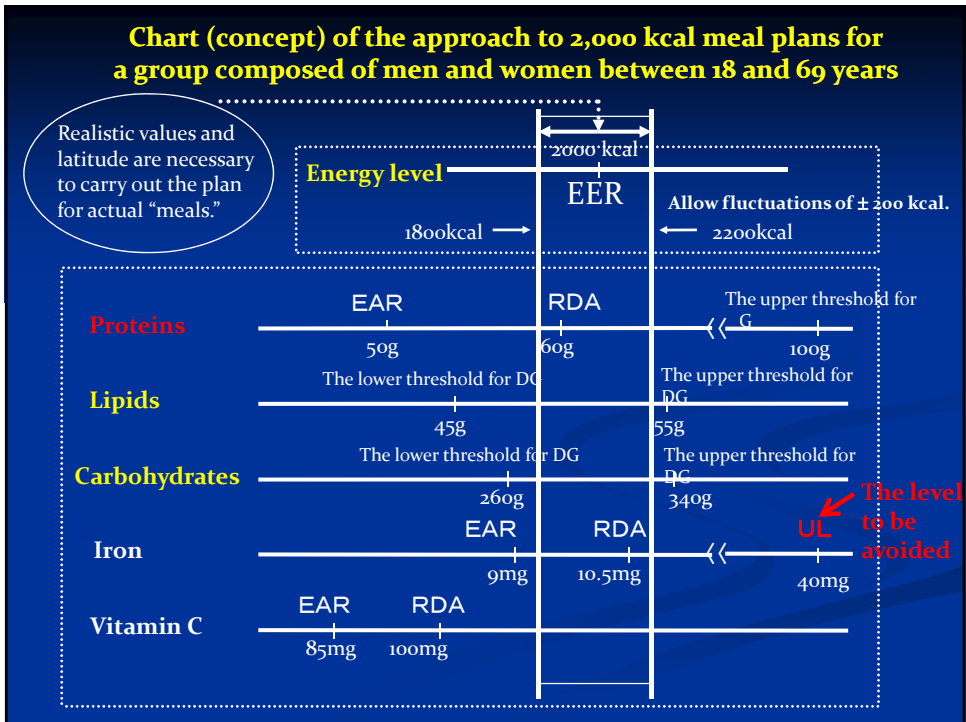 Chart (concept) of the approach to 2,000 kcal meal plans for
a group composed of men and women between 18 and 69 years
Realistic values and
latitude are necessary
to carry out the plan
for actual “meals.”
2000 kcal
Energy level
EER
Allow fluctuations of ± 200 kcal.
1800kcal
2200kcal
EAR
RDA
The upper threshold for
G
Proteins
50g
60g
100g
The lower threshold for DG
The upper threshold for
DG
Lipids
45g
55g
The lower threshold for DG
The upper threshold for
DG
Carbohydrates
260g
340g
The level
to be
avoided
EAR
RDA
UL
Iron
9mg
10.5mg
40mg
EAR
RDA
Vitamin C
85mg
100mg